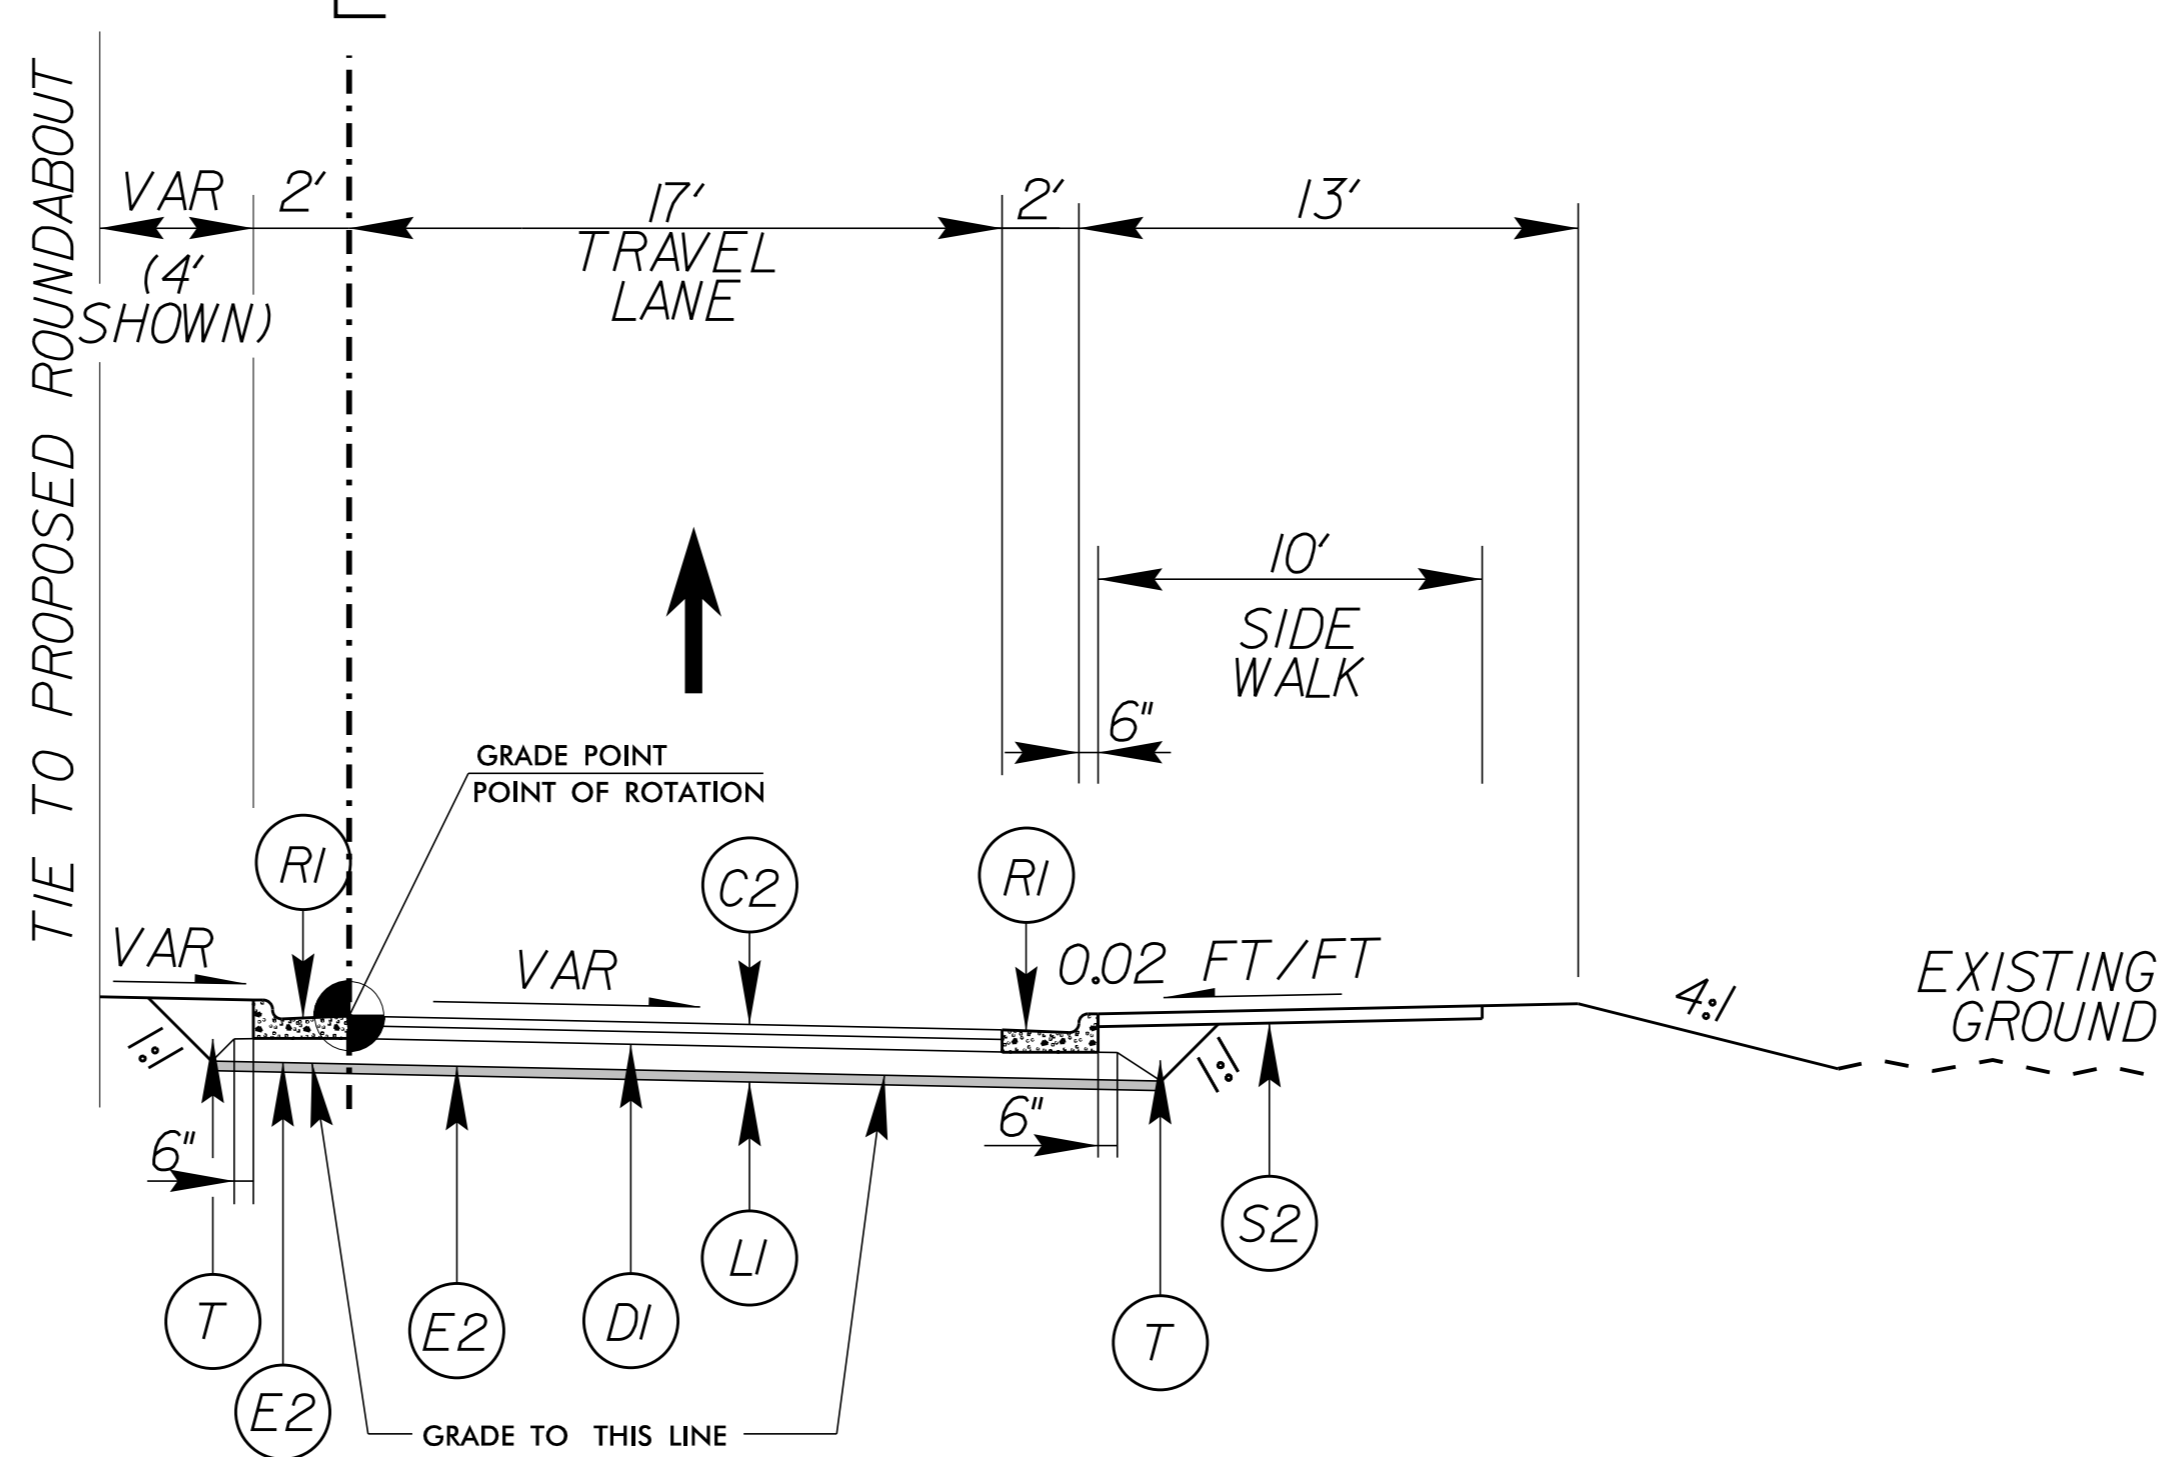 TIE TO PROPOSED ROUNDABOUT
VAR
(4'
SHOWN)
2'
17'
TRAVEL
LANE
2'
13'
10'
SIDE
WALK
6"
GRADE POINT
POINT OF ROTATION
R1
C2
R1
VAR
VAR
0.02 FT/FT
4:1
EXISTING
GROUND
1:1
1:1
6"
6"
T
E2
E2
D1
L1
T
S2
GRADE TO THIS LINE